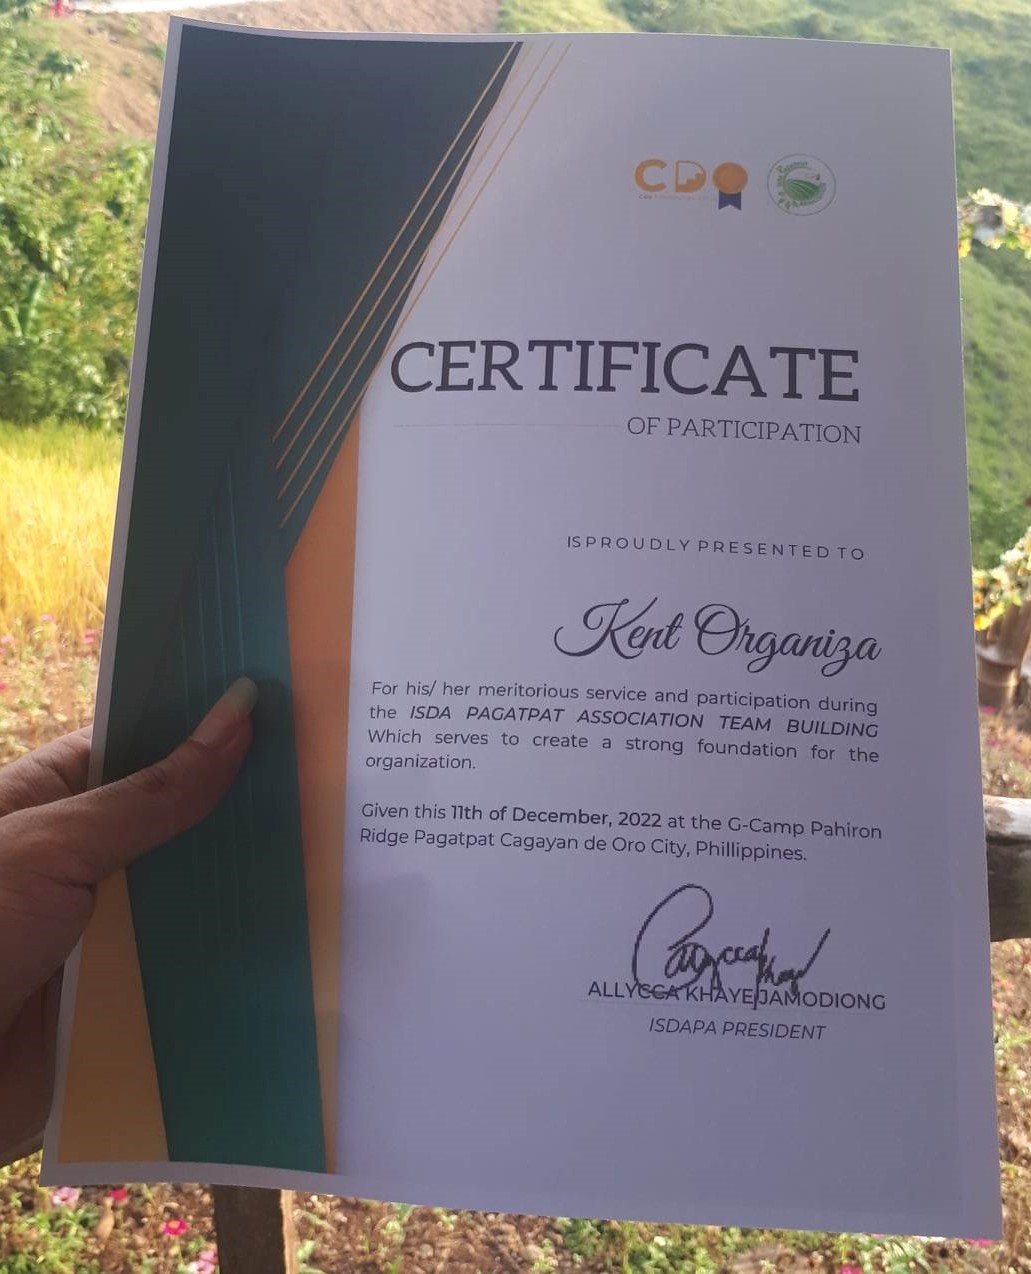 CDO
CERTIFICATE
OF PARTICIPATION
ISPROUDLY PRESENTED TO
Kent Organiza
For his/ her meritorious service and participation during
the ISDA PAGATPAT ASSOCIATION TEAM BUILDING
Which serves to create a strong foundation for the
organization.
Given this 11th of December, 2022 at the G-Camp Pahiron
Ridge Pagatpat Cagayan de Oro City, Phillippines.
ALLYCCA KHAYE JAMODIONG
ISDAPA PRESIDENT